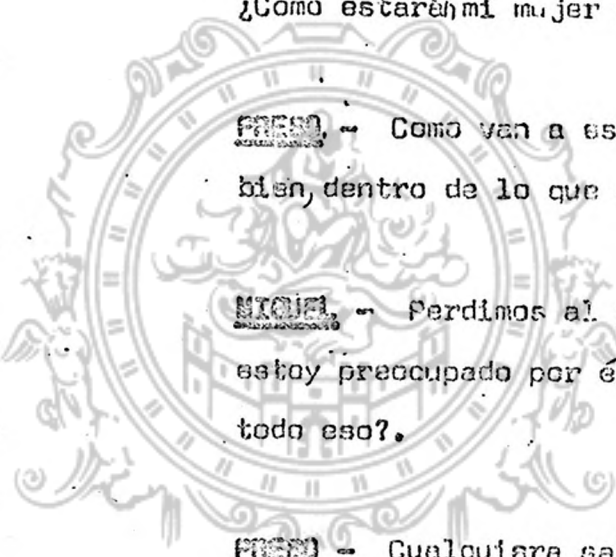 ¿Como estarán mi mujer
PRESO.- Como van a es
bien, dentro de lo que
MIGUEL.- Perdimos al
estoy preocupado por é
todo eso?.
PRESO - Cualquiera sa